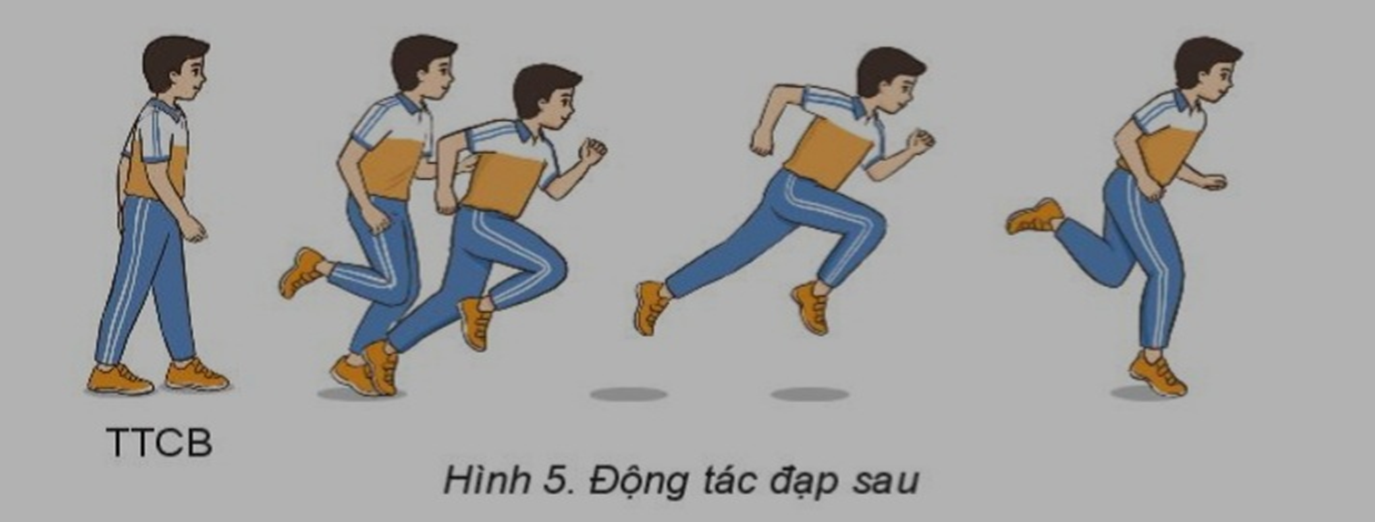 TTCB
Hình 5. Động tác đạp sau